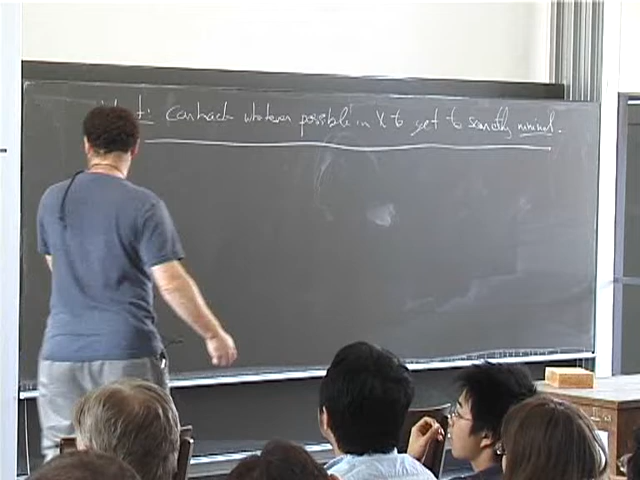 : Contract whatever possible in X to get to something minimal.